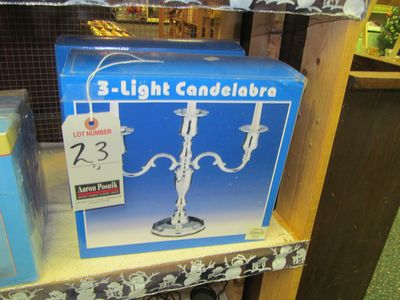 3-Light Candelabra
LOT NUMBER
23
Aaron Posnik